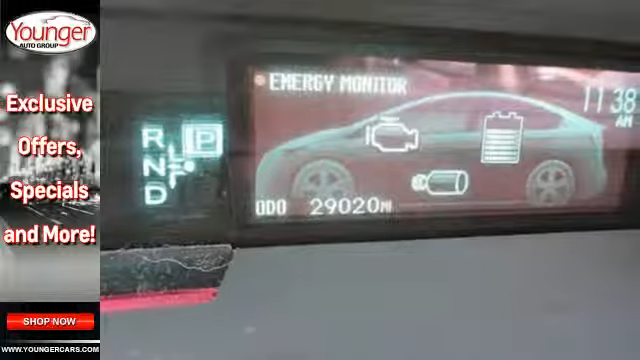 Younger
AUTO GROUP
Exclusive
Offers,
Specials
and More!
SHOP NOW
WWW.YOUNGERCARS.COM
R P
N
D
ENERGY MONITOR
11 38
AM
ODO 29020MI